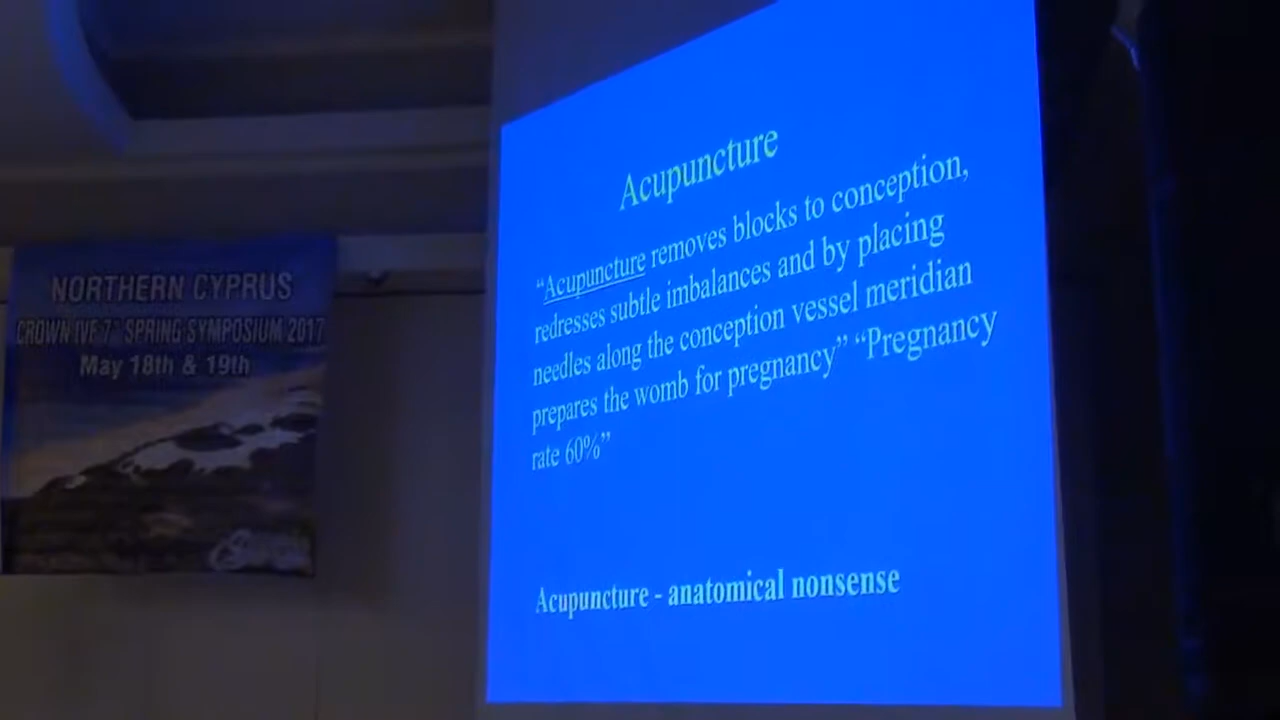 NORTHERN CYPRUS
CROWN IVF 7th SPRING SYMPOSIUM 2017
May 18th & 19th
Acupuncture
“Acupuncture removes blocks to conception,
redresses subtle imbalances and by placing
needles along the conception vessel meridian
prepares the womb for pregnancy” “Pregnancy
rate 60%”
Acupuncture - anatomical nonsense